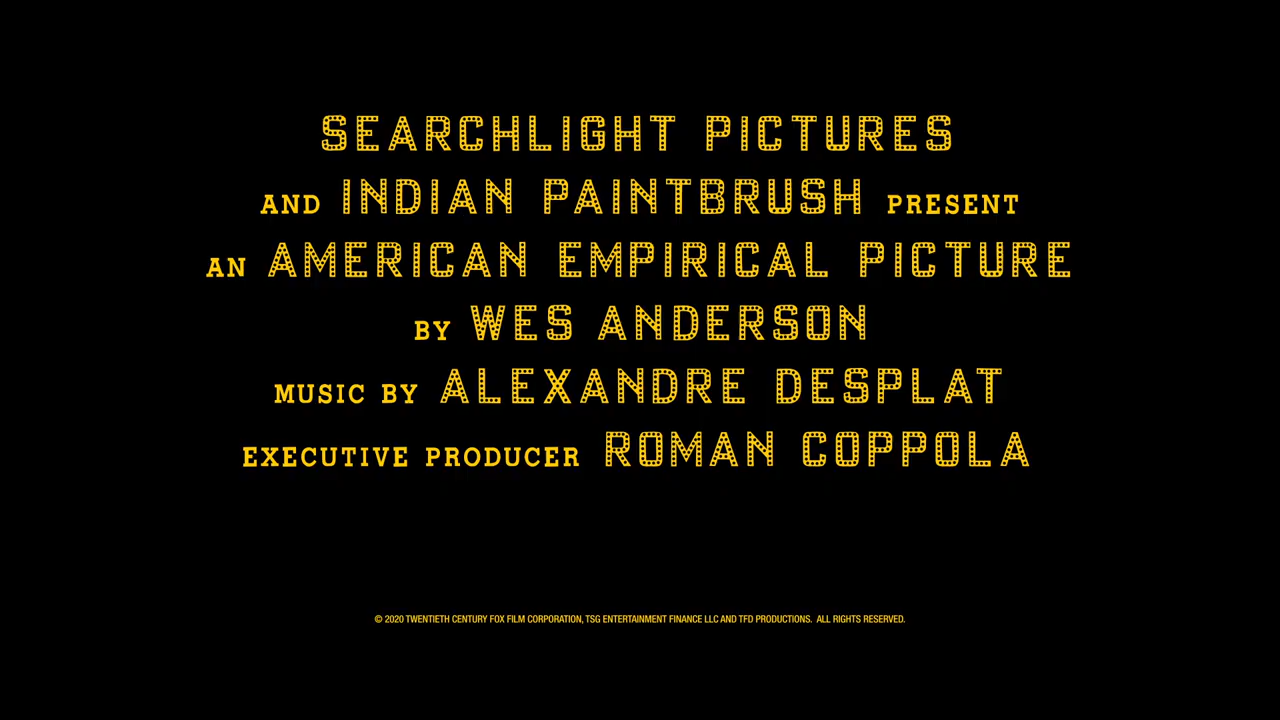 SEARCHLIGHT PICTURES
AND INDIAN PAINTBRUSH PRESENT
AN AMERICAN EMPIRICAL PICTURE
BY WES ANDERSON
MUSIC BY ALEXANDRE DESPLAT
EXECUTIVE PRODUCER ROMAN COPPOLA
© 2020 TWENTIETH CENTURY FOX FILM CORPORATION, TSG ENTERTAINMENT FINANCE LLC AND TFD PRODUCTIONS. ALL RIGHTS RESERVED.